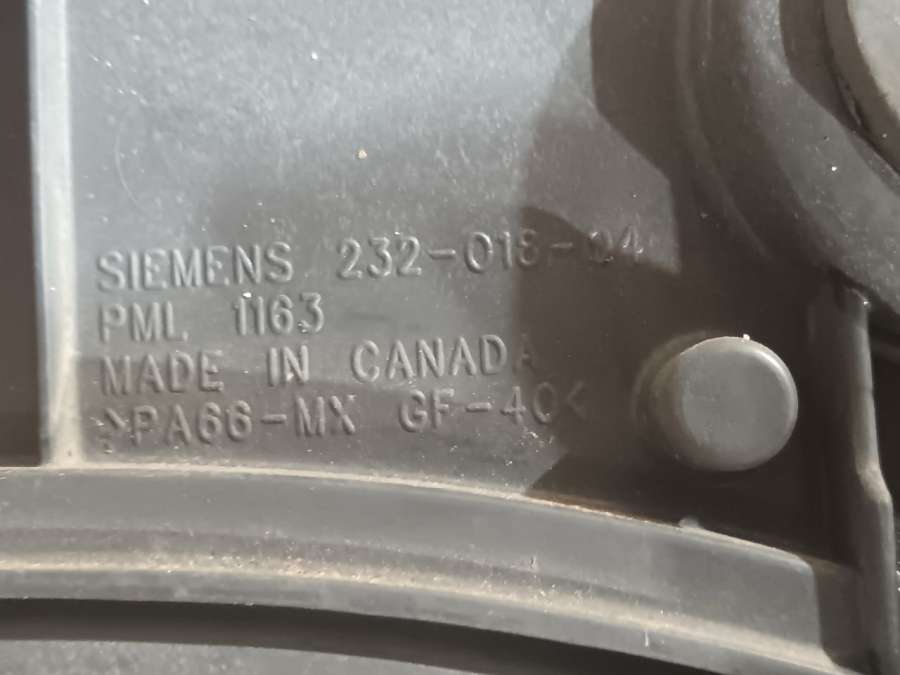 SIEMENS 232-018-04
PML 1163
MADE IN CANADA
>PA66-MX GF-40<